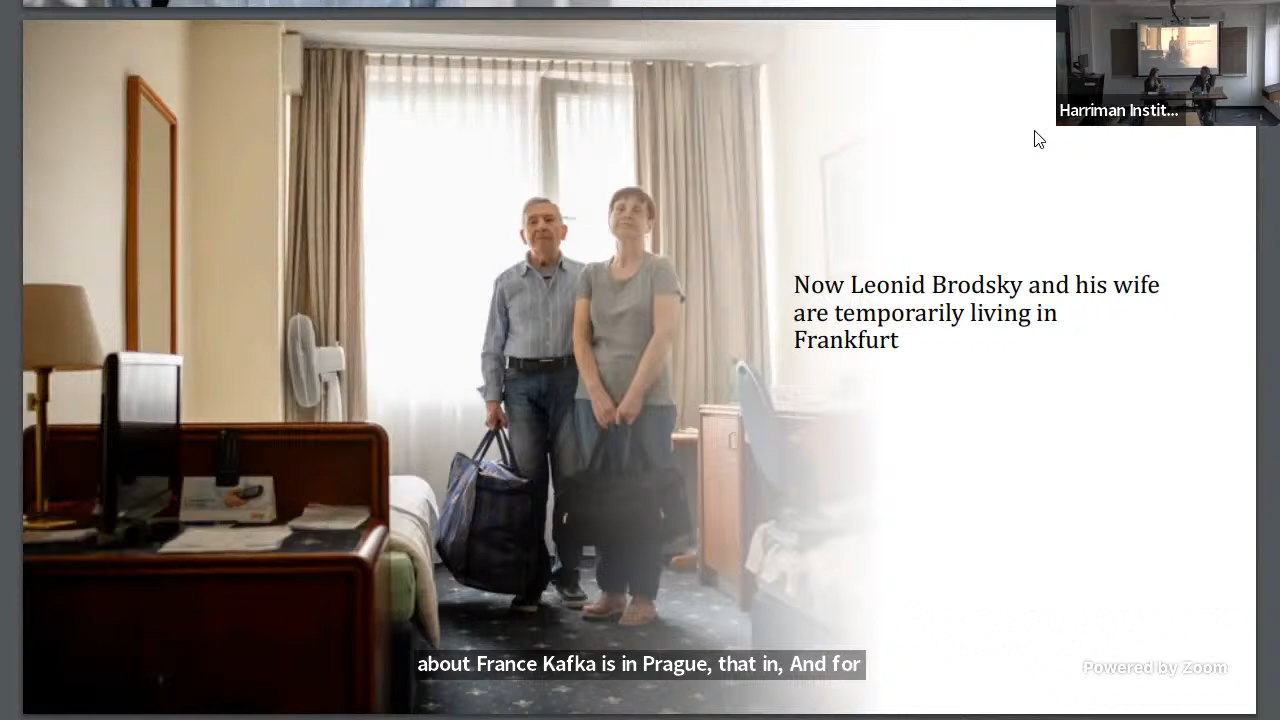 Harriman Instit...
Now Leonid Brodsky and his wife
are temporarily living in
Frankfurt
about France Kafka is in Prague, that in, And for
Powered by Zoom